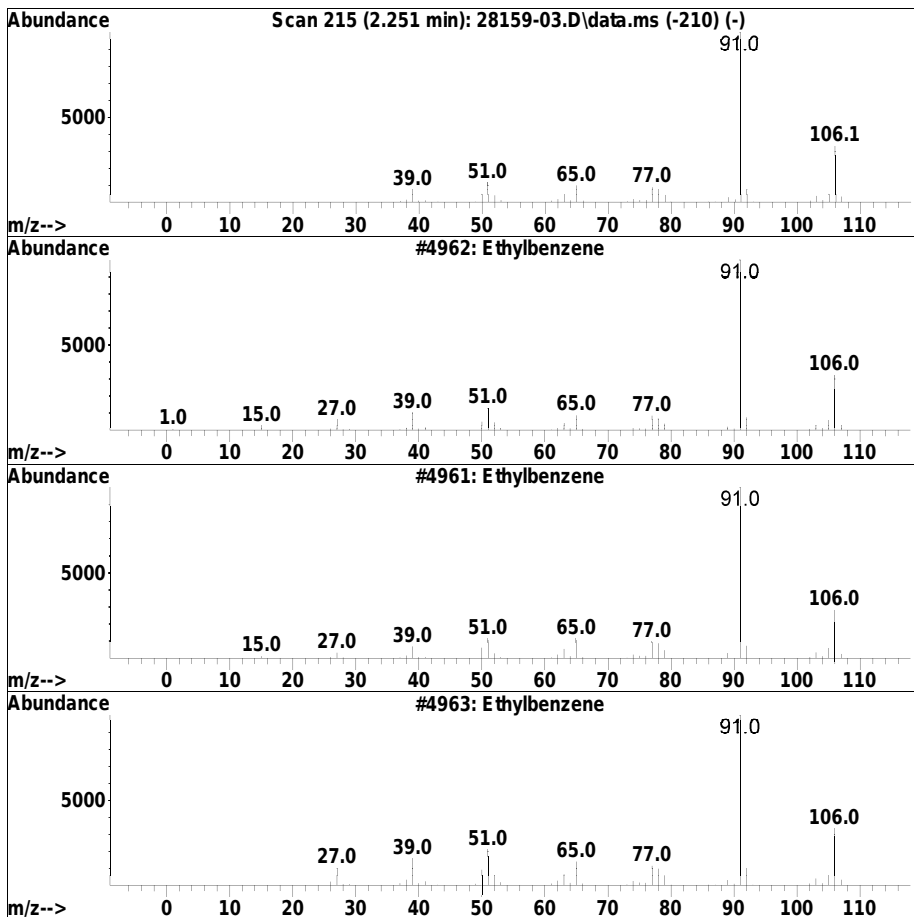 Abundance Scan 215 (2.251 min): 28159-03.D\data.ms (-210) (-)
91.0
5000
106.1
39.0 51.0 65.0 77.0
0 10 20 30 40 50 60 70 80 90 100 110
m/z-->
Abundance #4962: Ethylbenzene
91.0
5000
106.0
1.0 15.0 27.0 39.0 51.0 65.0 77.0
0 10 20 30 40 50 60 70 80 90 100 110
m/z-->
Abundance #4961: Ethylbenzene
91.0
5000
106.0
15.0 27.0 39.0 51.0 65.0 77.0
0 10 20 30 40 50 60 70 80 90 100 110
m/z-->
Abundance #4963: Ethylbenzene
91.0
5000
106.0
27.0 39.0 51.0 65.0 77.0
0 10 20 30 40 50 60 70 80 90 100 110
m/z-->